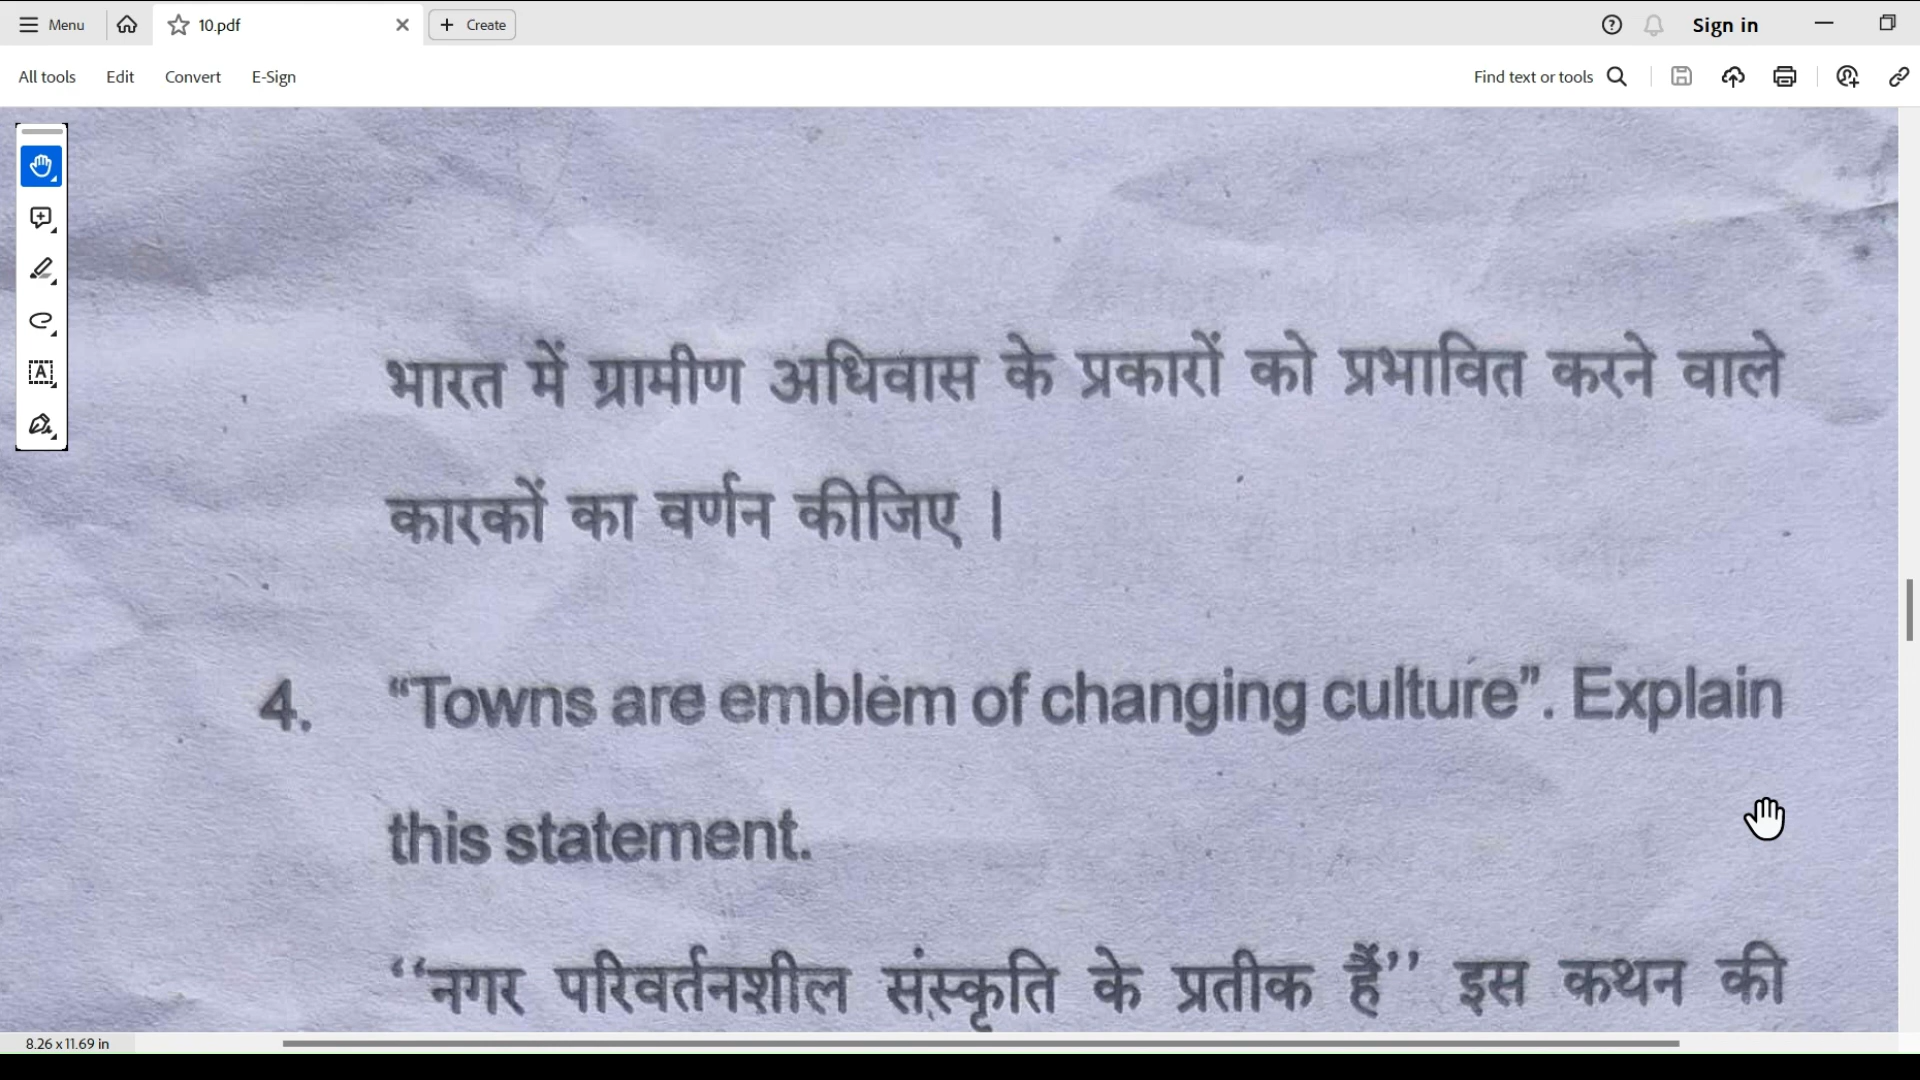 Menu
10.pdf
Create
Sign in
All tools Edit Convert E-Sign
Find text or tools
भारत में ग्रामीण अधिवास के प्रकारों को प्रभावित करने वाले
कारकों का वर्णन कीजिए ।
4. “Towns are emblem of changing culture”. Explain
this statement.
‘‘नगर परिवर्तनशील संस्कृति के प्रतीक हैं’’ इस कथन की
8.26 x 11.69 in